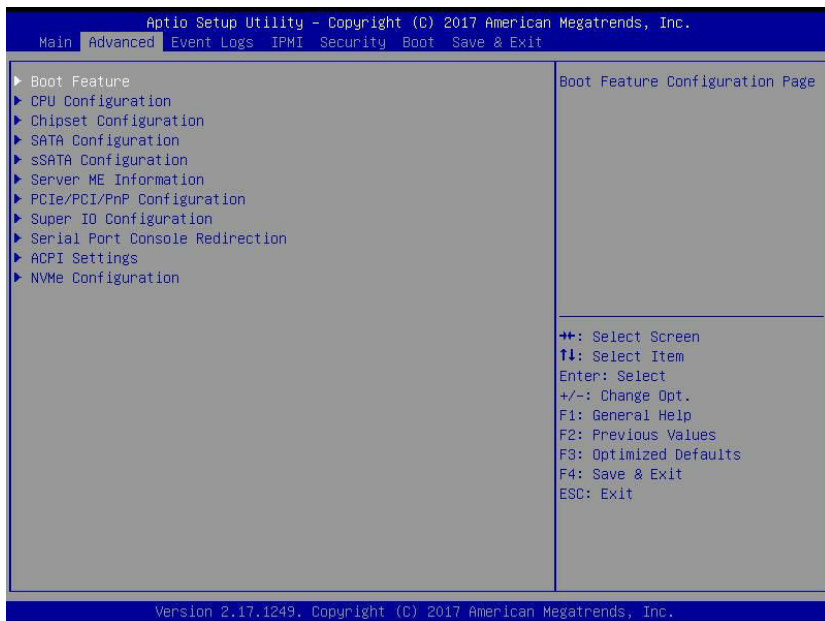 Aptio Setup Utility – Copyright (C) 2017 American Megatrends, Inc.
Main Advanced Event Logs IPMI Security Boot Save & Exit
▶ Boot Feature
▶ CPU Configuration
▶ Chipset Configuration
▶ SATA Configuration
▶ sSATA Configuration
▶ Server ME Information
▶ PCIe/PCI/PnP Configuration
▶ Super IO Configuration
▶ Serial Port Console Redirection
▶ ACPI Settings
▶ NVMe Configuration
Boot Feature Configuration Page
→←: Select Screen
↑↓: Select Item
Enter: Select
+/-: Change Opt.
F1: General Help
F2: Previous Values
F3: Optimized Defaults
F4: Save & Exit
ESC: Exit
Version 2.17.1249. Copyright (C) 2017 American Megatrends, Inc.